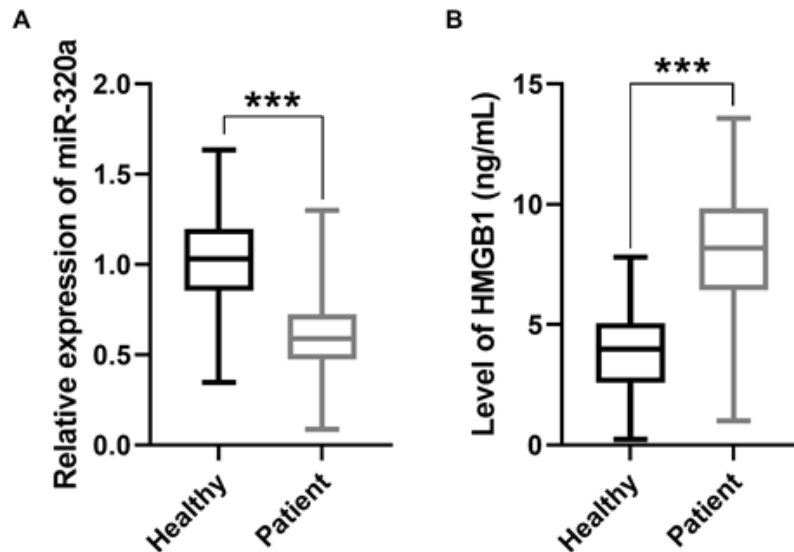 A
Relative expression of miR-320a
2.0
1.5
1.0
0.5
0.0
***
Healthy
Patient
B
Level of HMGB1 (ng/mL)
15
10
5
0
***
Healthy
Patient